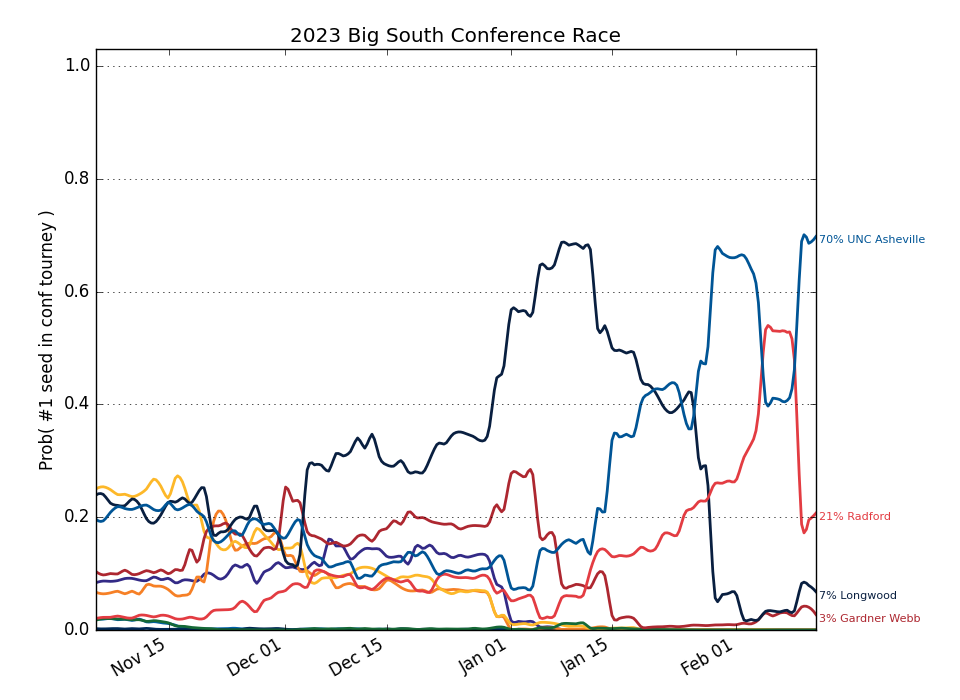 2023 Big South Conference Race
Prob( #1 seed in conf tourney )
1.0
0.8
0.6
0.4
0.2
0.0
70% UNC Asheville
21% Radford
7% Longwood
3% Gardner Webb
Nov 15
Dec 01
Dec 15
Jan 01
Jan 15
Feb 01